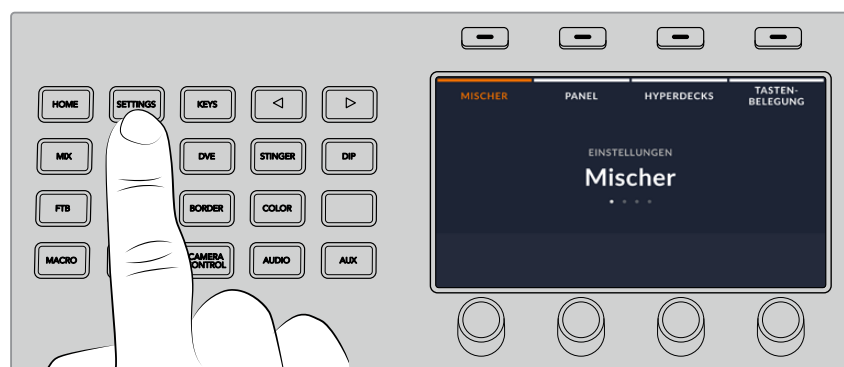 HOME SETTINGS KEYS
MIX DVE STINGER DIP
FTB BORDER COLOR
MACRO CAMERA CONTROL AUDIO AUX
MISCHER PANEL HYPERDECKS TASTEN-
BELEGUNG
EINSTELLUNGEN
Mischer